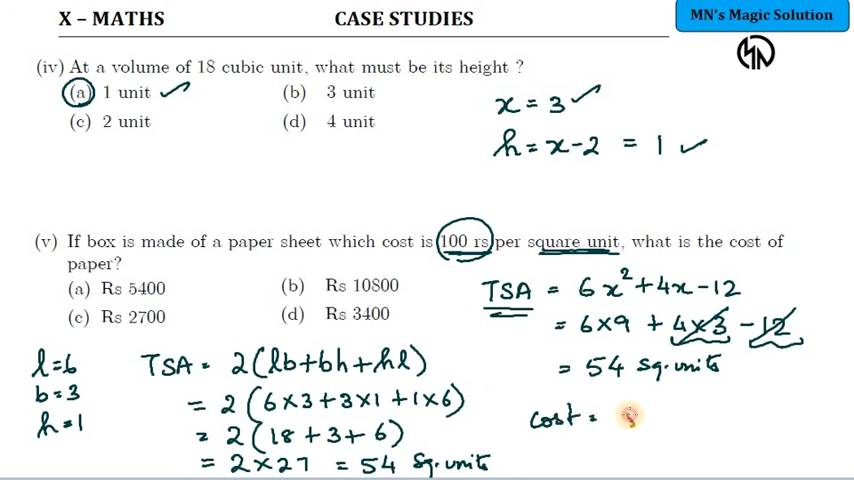 X – MATHS CASE STUDIES MN's Magic Solution
MN
(iv) At a volume of 18 cubic unit, what must be its height ?
(a) 1 unit ✓ (b) 3 unit
(c) 2 unit (d) 4 unit
x = 3 ✓
h = x-2 = 1 ✓
(v) If box is made of a paper sheet which cost is 100 rs per square unit, what is the cost of
paper?
(a) Rs 5400 (b) Rs 10800
(c) Rs 2700 (d) Rs 3400
TSA = 6x² + 4x - 12
= 6×9 + 4×3 - 12
= 54 sq.units
cost =
l = 6
b = 3
h = 1
TSA = 2(lb+bh+hl)
= 2(6×3+3×1+1×6)
= 2(18+3+6)
= 2×27 = 54 sq.units